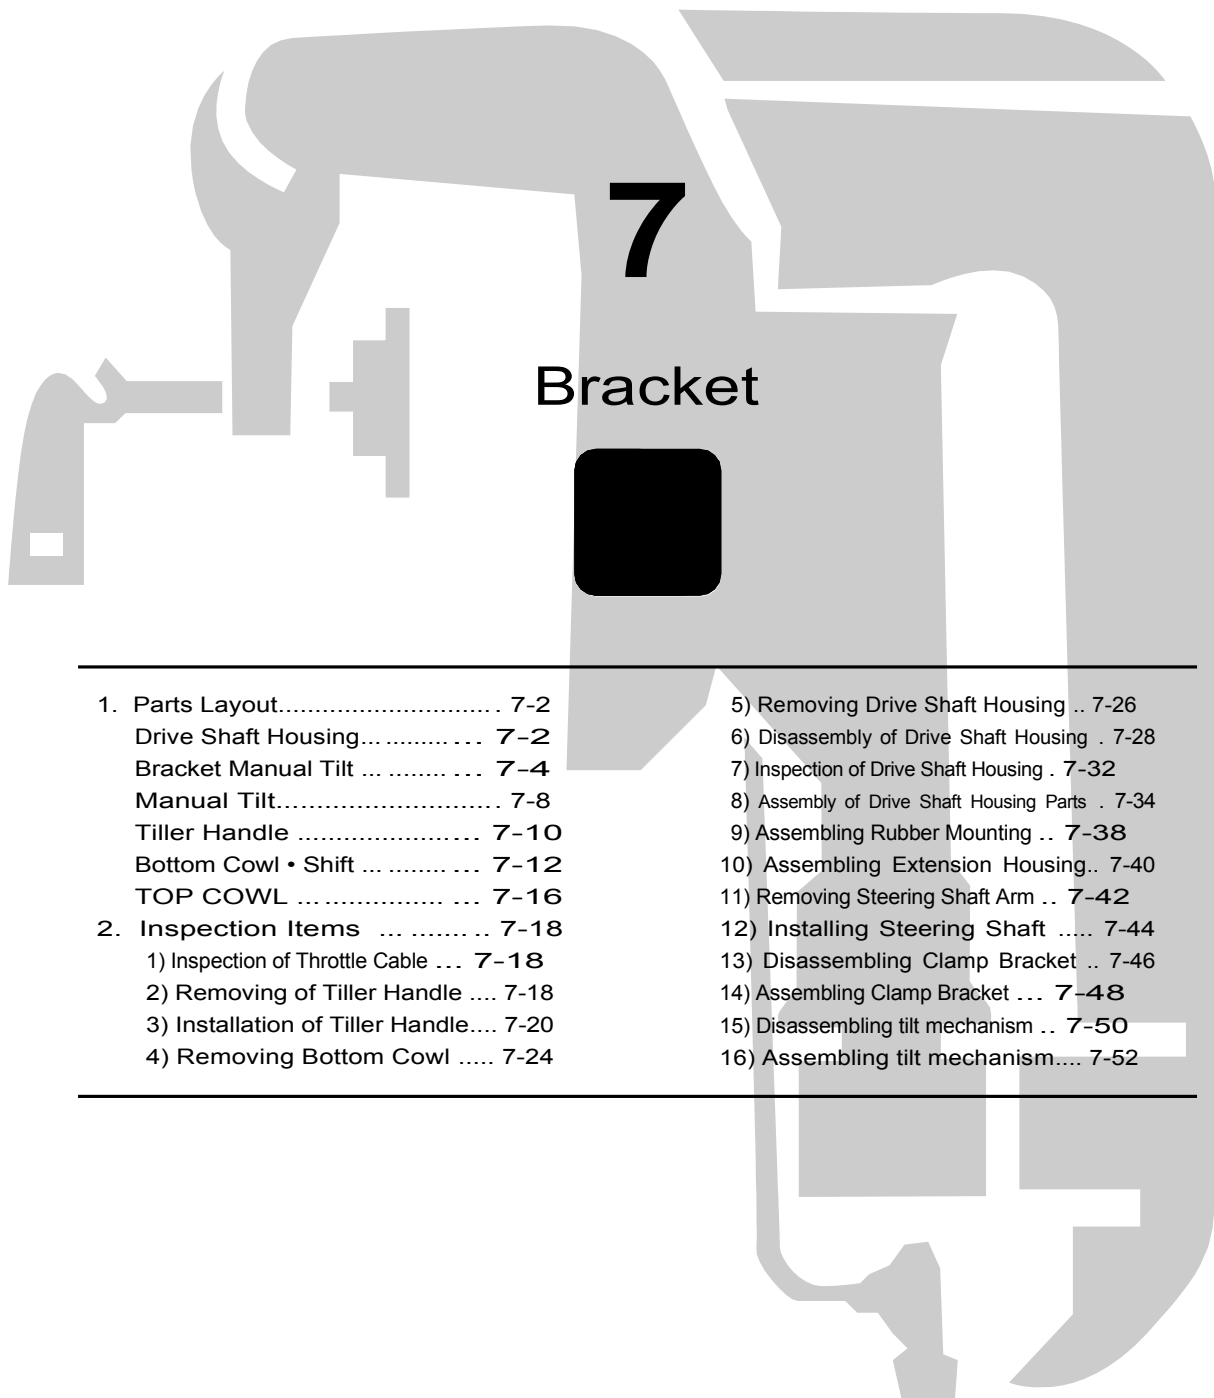 7
Bracket
1. Parts Layout............................. . 7-2
Drive Shaft Housing... ......... ... 7-2
Bracket Manual Tilt ... ......... ... 7-4
Manual Tilt.............................. . 7-8
Tiller Handle ........................ ... 7-10
Bottom Cowl • Shift ... ......... ... 7-12
TOP COWL ... ................ ... 7-16
2. Inspection Items ... ........ .. 7-18
1) Inspection of Throttle Cable ... 7-18
2) Removing of Tiller Handle .... 7-18
3) Installation of Tiller Handle.... 7-20
4) Removing Bottom Cowl ..... 7-24
5) Removing Drive Shaft Housing .. 7-26
6) Disassembly of Drive Shaft Housing . 7-28
7) Inspection of Drive Shaft Housing . 7-32
8) Assembly of Drive Shaft Housing Parts . 7-34
9) Assembling Rubber Mounting .. 7-38
10) Assembling Extension Housing.. 7-40
11) Removing Steering Shaft Arm .. 7-42
12) Installing Steering Shaft ..... 7-44
13) Disassembling Clamp Bracket .. 7-46
14) Assembling Clamp Bracket ... 7-48
15) Disassembling tilt mechanism .. 7-50
16) Assembling tilt mechanism.... 7-52